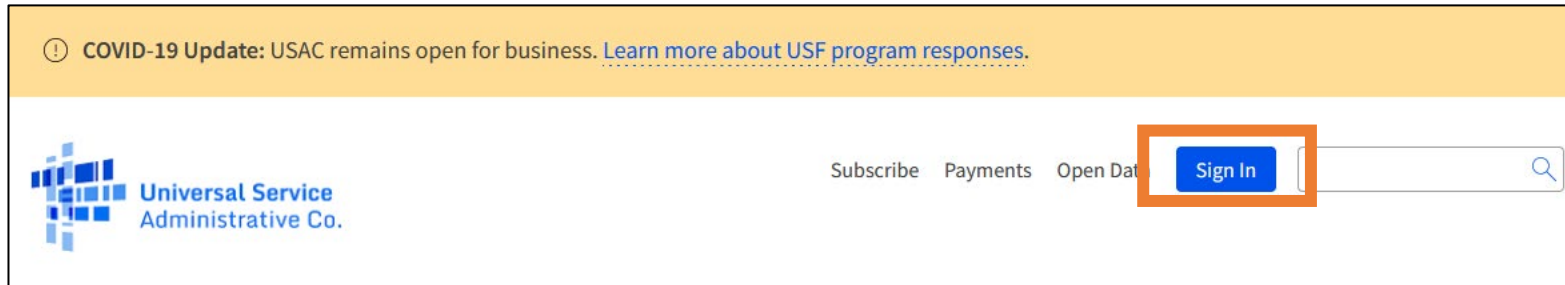 COVID-19 Update: USAC remains open for business. Learn more about USF program responses.
Subscribe Payments Open Dat Sign In
Universal Service
Administrative Co.